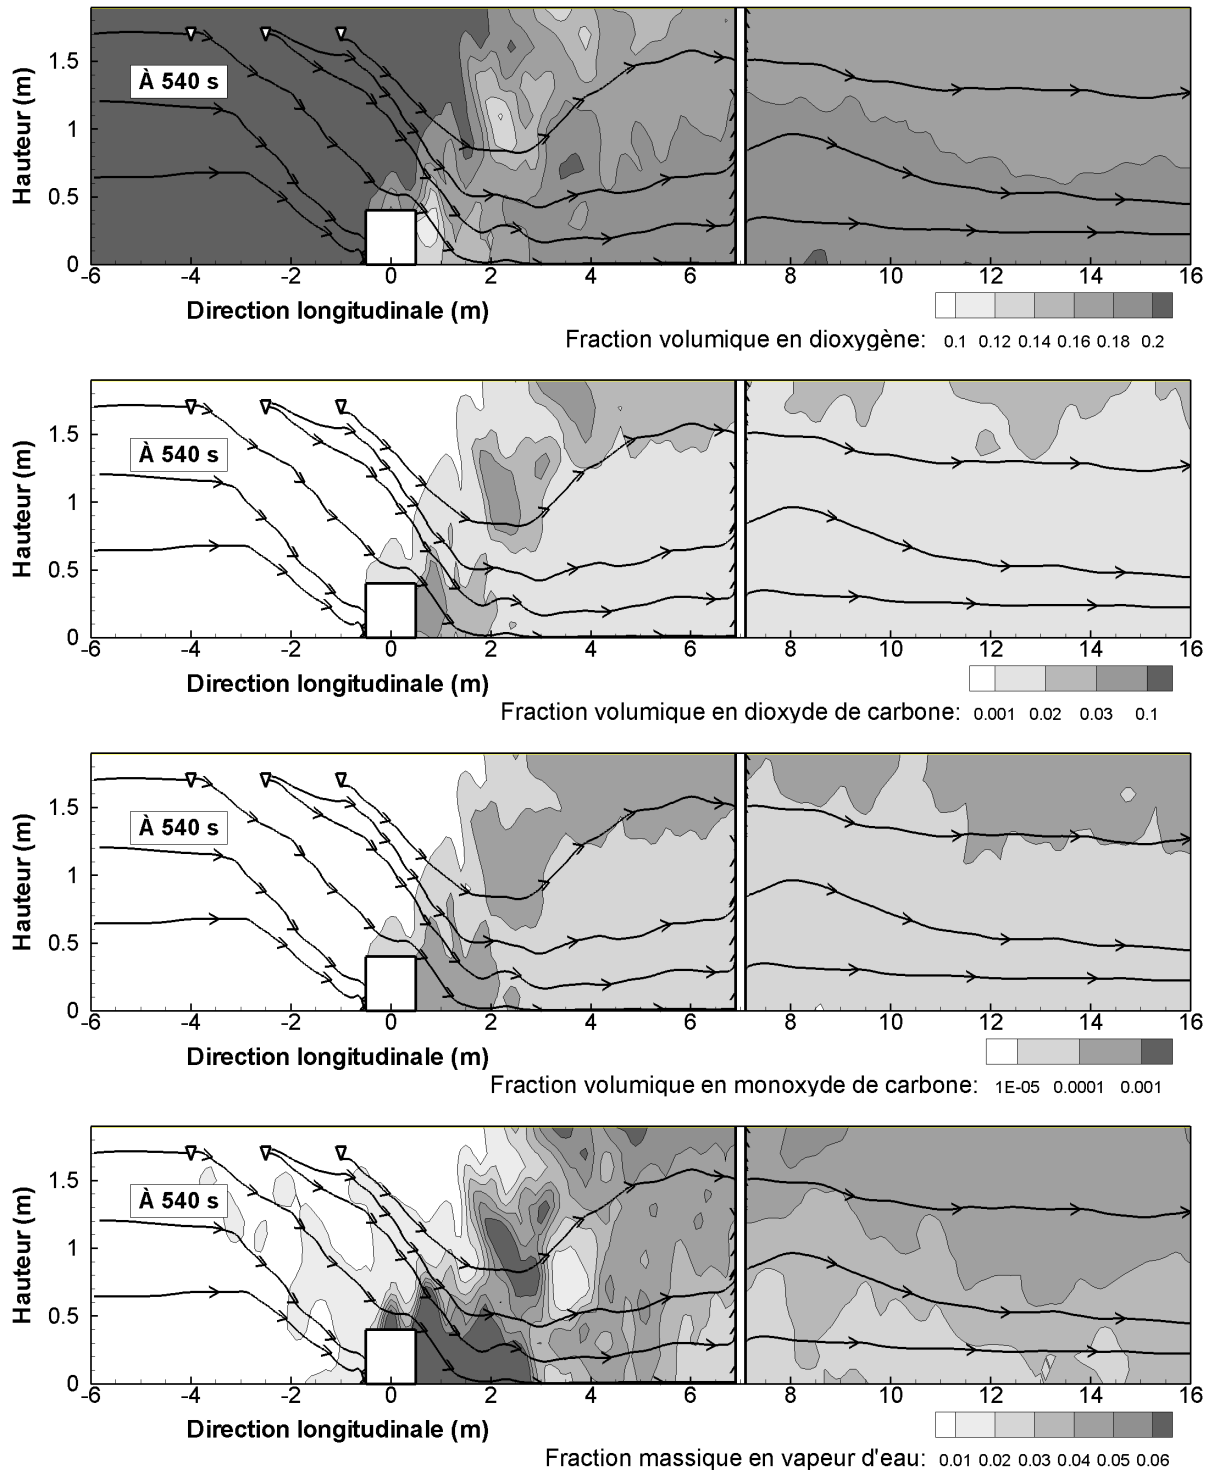 Hauteur (m)
1.5
1
0.5
0
À 540 s
-6 -4 -2 0 2 4 6 8 10 12 14 16
Direction longitudinale (m)
Fraction volumique en dioxygène: 0.1 0.12 0.14 0.16 0.18 0.2
Hauteur (m)
1.5
1
0.5
0
À 540 s
-6 -4 -2 0 2 4 6 8 10 12 14 16
Direction longitudinale (m)
Fraction volumique en dioxyde de carbone: 0.001 0.02 0.03 0.1
Hauteur (m)
1.5
1
0.5
0
À 540 s
-6 -4 -2 0 2 4 6 8 10 12 14 16
Direction longitudinale (m)
Fraction volumique en monoxyde de carbone: 1E-05 0.0001 0.001
Hauteur (m)
1.5
1
0.5
0
À 540 s
-6 -4 -2 0 2 4 6 8 10 12 14 16
Direction longitudinale (m)
Fraction massique en vapeur d'eau: 0.01 0.02 0.03 0.04 0.05 0.06